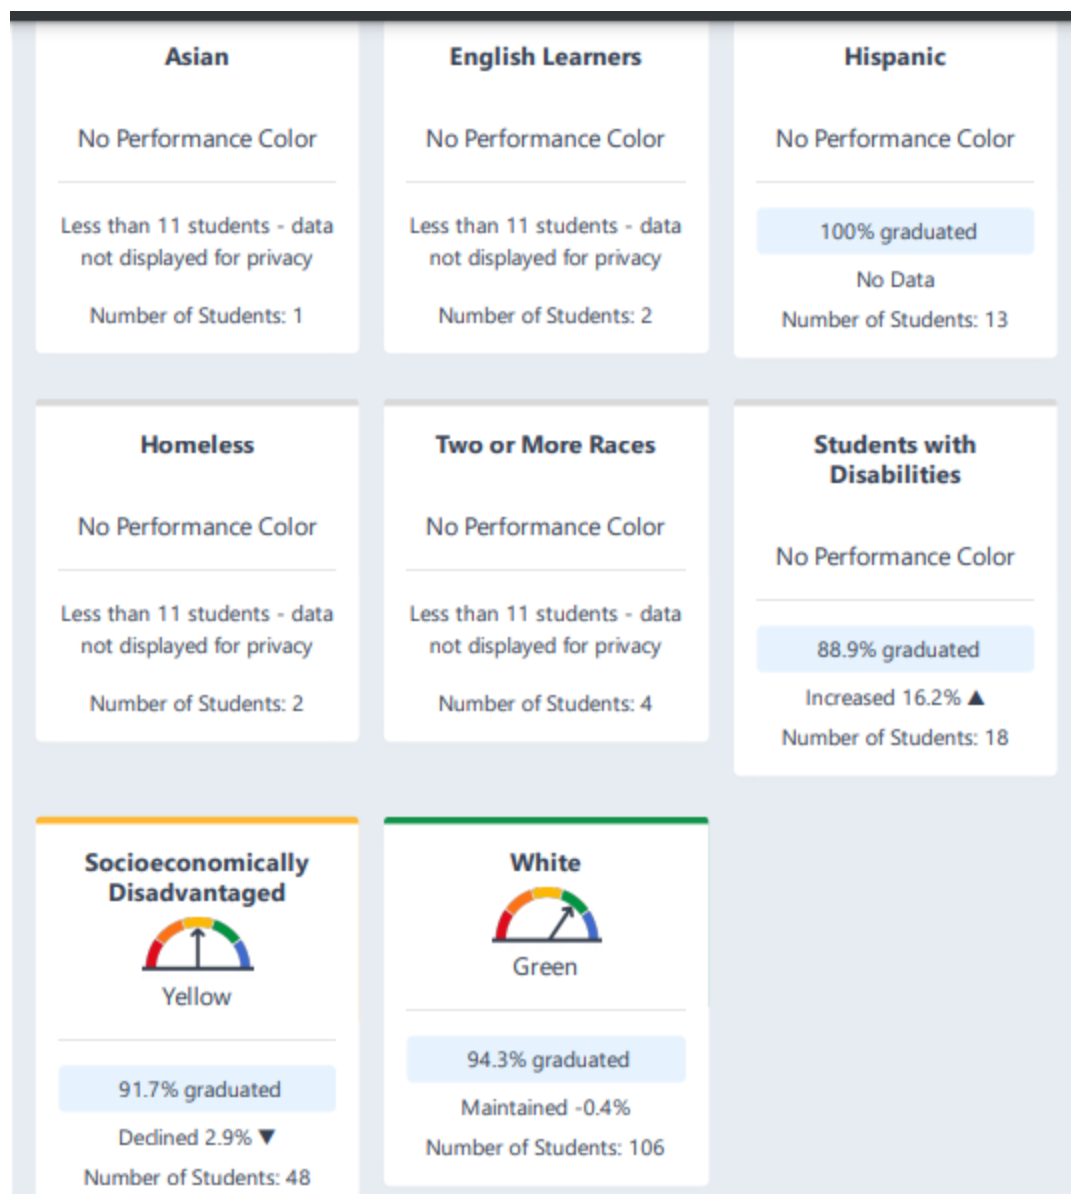 Asian
No Performance Color
Less than 11 students - data
not displayed for privacy
Number of Students: 1
English Learners
No Performance Color
Less than 11 students - data
not displayed for privacy
Number of Students: 2
Hispanic
No Performance Color
100% graduated
No Data
Number of Students: 13
Homeless
No Performance Color
Less than 11 students - data
not displayed for privacy
Number of Students: 2
Two or More Races
No Performance Color
Less than 11 students - data
not displayed for privacy
Number of Students: 4
Students with
Disabilities
No Performance Color
88.9% graduated
Increased 16.2% ▲
Number of Students: 18
Socioeconomically
Disadvantaged
Yellow
91.7% graduated
Declined 2.9% ▼
Number of Students: 48
White
Green
94.3% graduated
Maintained -0.4%
Number of Students: 106